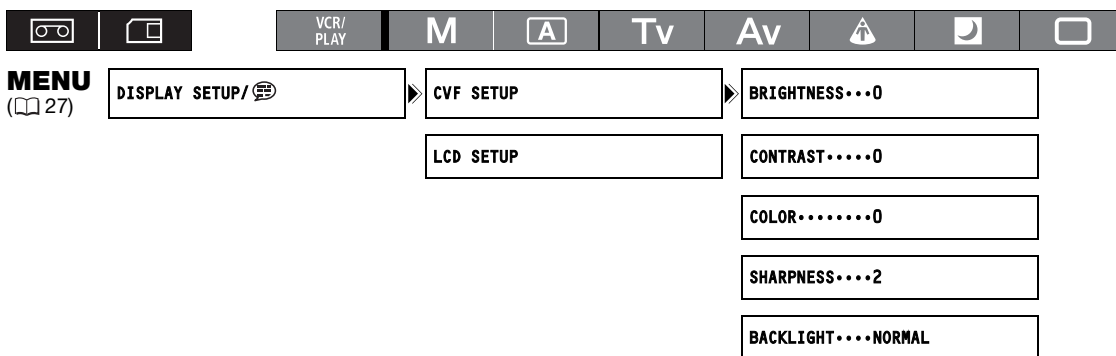 VCR/
PLAY
M
A
Tv
Av
MENU
( 27)
DISPLAY SETUP/
CVF SETUP
BRIGHTNESS•••0
LCD SETUP
CONTRAST•••••0
COLOR••••••••0
SHARPNESS••••2
BACKLIGHT••••NORMAL